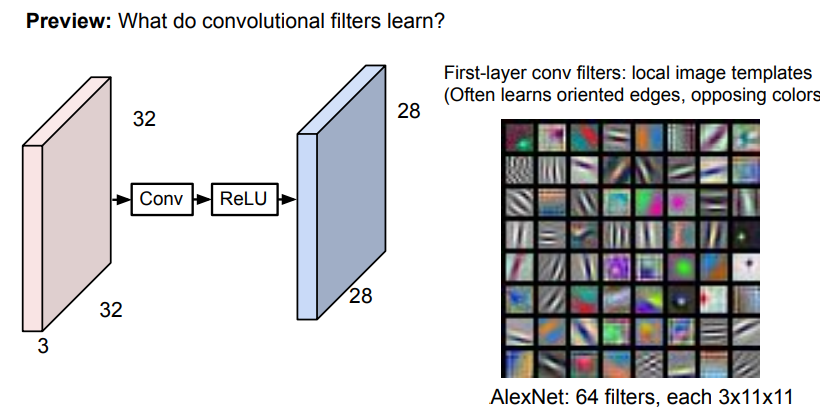 Preview: What do convolutional filters learn?
First-layer conv filters: local image templates
(Often learns oriented edges, opposing colors
32
28
Conv
ReLU
32
28
3
AlexNet: 64 filters, each 3x11x11